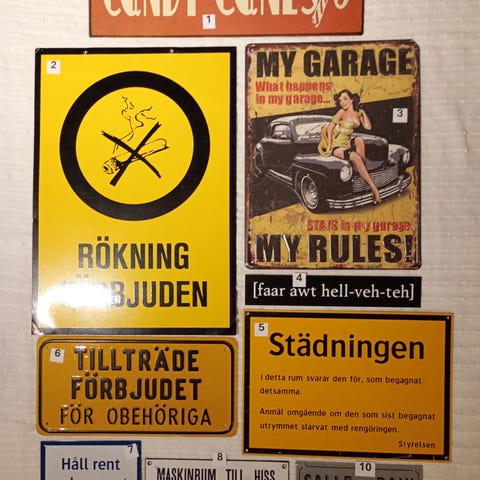 CANDY CANES
1
2
RÖKNING
FÖRBJUDEN
MY GARAGE
What happens
in my garage...
3
STAYS in my garage
MY RULES!
4
[faar awt hell-veh-teh]
5
Städningen
I detta rum svarar den för, som begagnat
detsamma.
Anmäl omgående om den som sist begagnat
utrymmet slarvat med rengöringen.
Styrelsen
6
TILLTRÄDE
FÖRBJUDET
FÖR OBEHÖRIGA
7
Håll rent
8
MASKINRUM TILL HISS
10